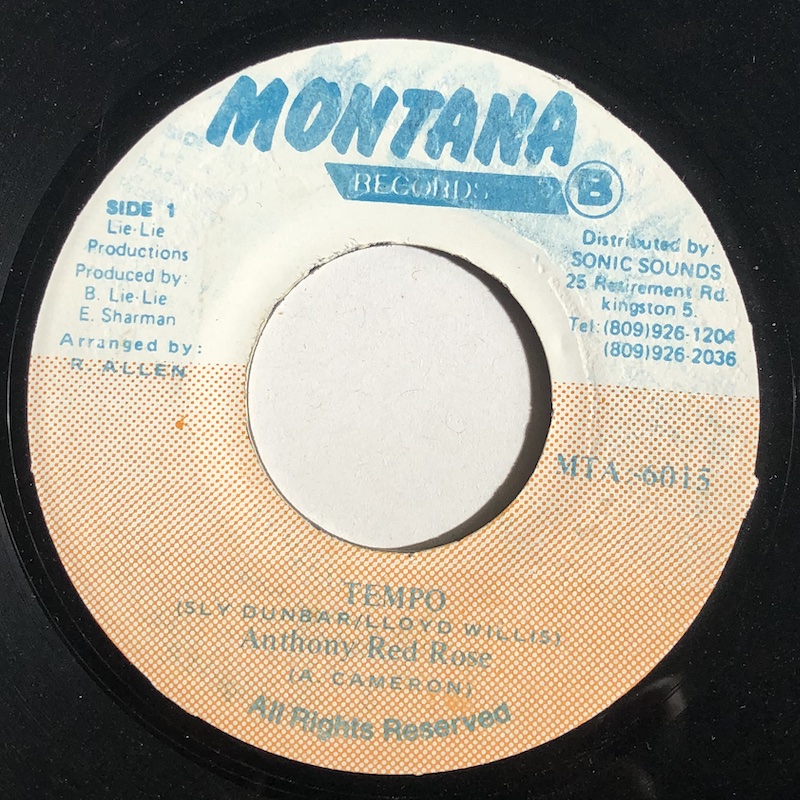 MONTANA
RECORDS
B
SIDE 1
Lie-Lie
Productions
Produced by:
B. Lie-Lie
E. Sharman
Arranged by:
R. ALLEN
Distributed by:
SONIC SOUNDS
25 Retirement Rd.
kingston 5.
Tel:(809)926-1204
(809)926-2036
MTA-6015
TEMPO
(SLY DUNBAR/LLOYD WILLIS)
Anthony Red Rose
(A. CAMERON)
All Rights Reserved